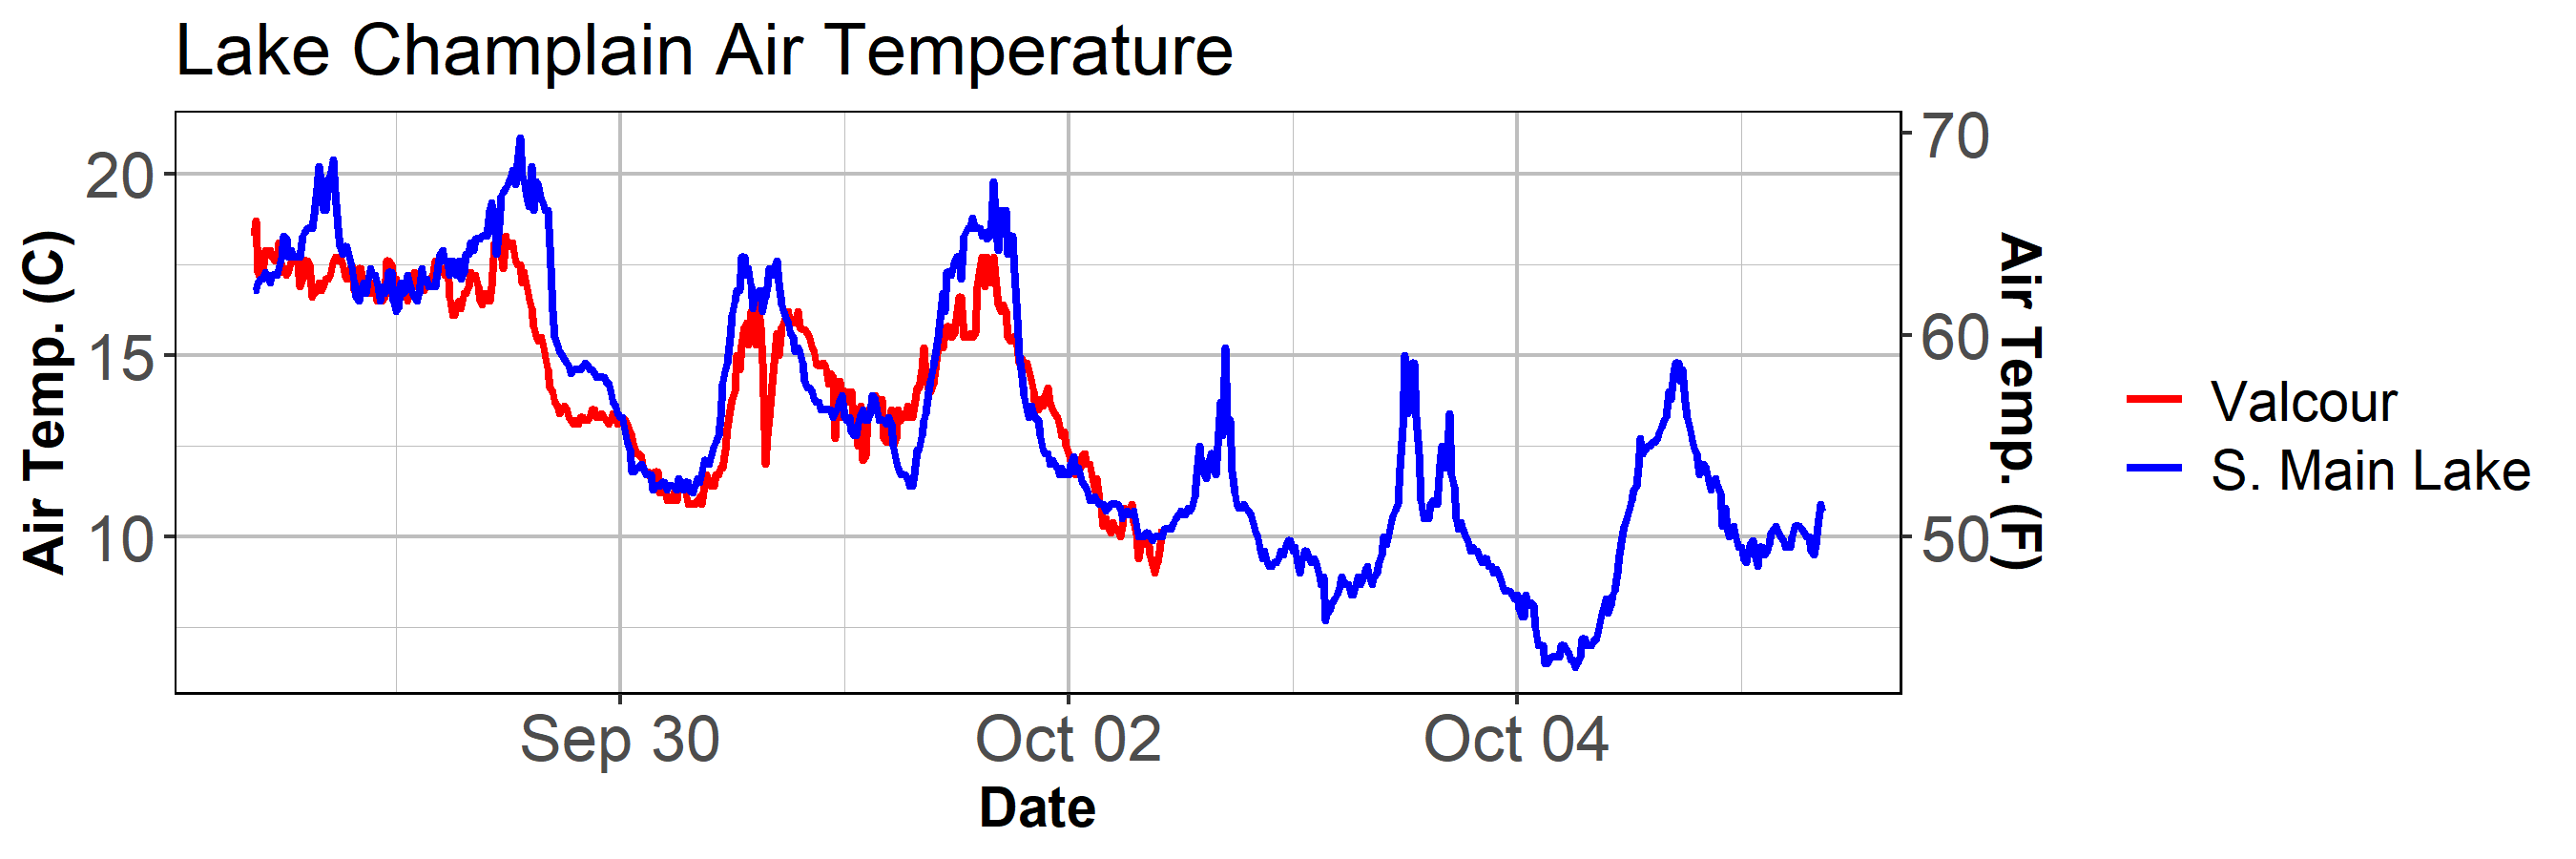 Lake Champlain Air Temperature
Air Temp. (C)
20
15
10
70
60
50
Air Temp. (F)
Sep 30
Oct 02
Oct 04
Date
Valcour
S. Main Lake